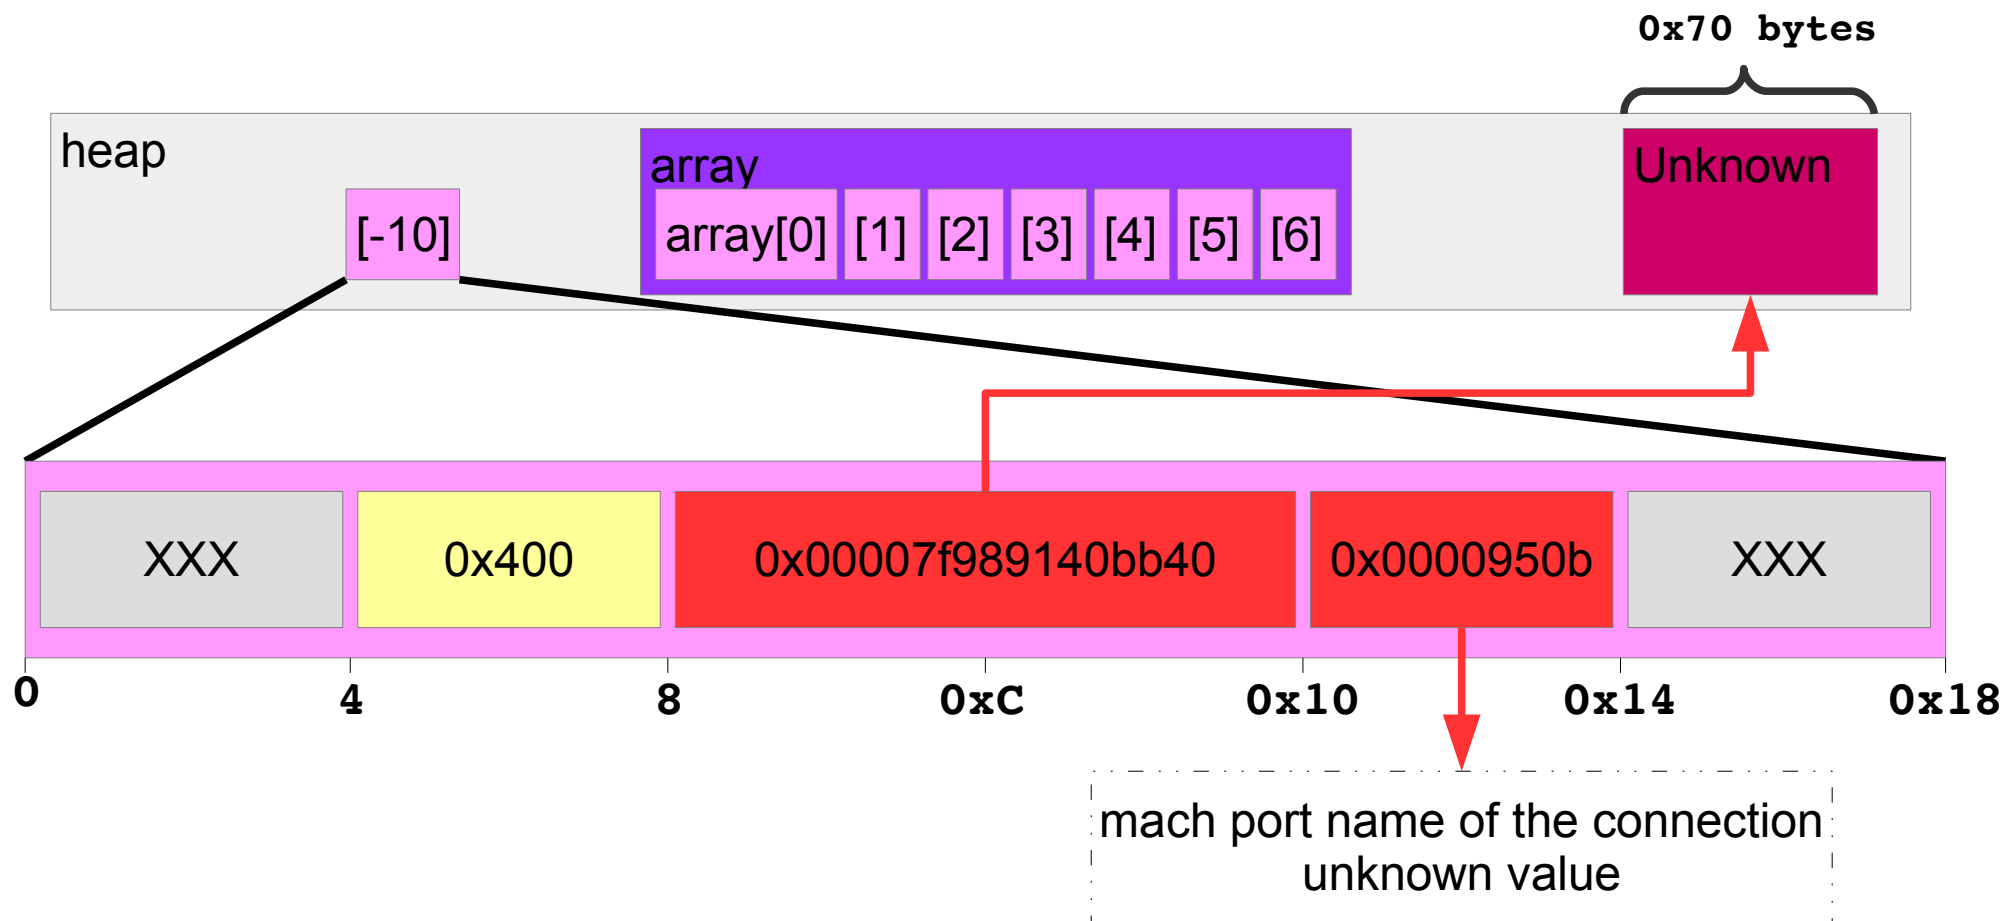 0x70 bytes
heap
array
Unknown
[-10]
array[0] [1] [2] [3] [4] [5] [6]
XXX 0x400 0x00007f989140bb40 0x0000950b XXX
0 4 8 0xC 0x10 0x14 0x18
mach port name of the connection
unknown value